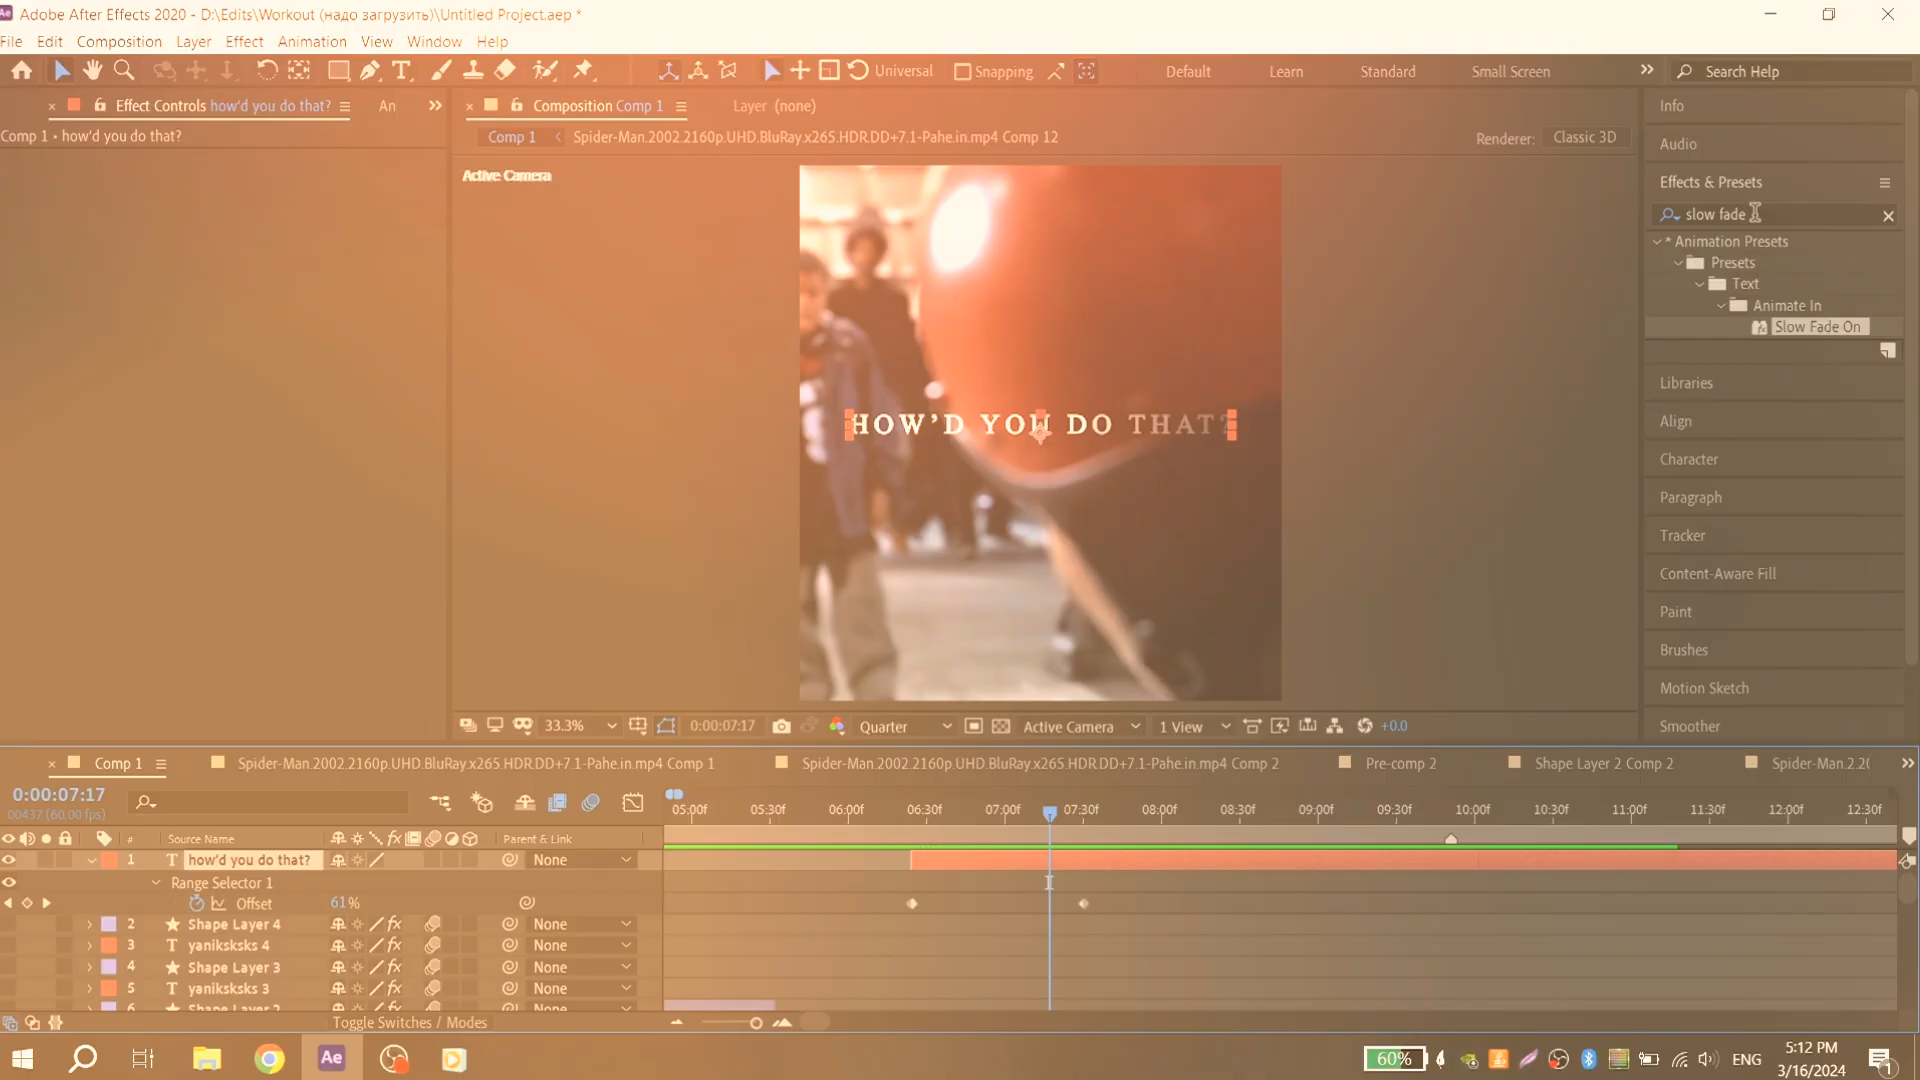 Adobe After Effects 2020 - D:\Edits\Workout (надо загрузить)\Untitled Project.aep *
File Edit Composition Layer Effect Animation View Window Help
Universal Snapping Default Learn Standard Small Screen Search Help
Effect Controls how'd you do that? An
Composition Comp 1 Layer (none)
Comp 1 • how'd you do that?
Comp 1 Spider-Man.2002.2160p.UHD.BluRay.x265.HDR.DD+7.1-Pahe.in.mp4 Comp 12
Renderer: Classic 3D
Active Camera
HOW'D YOU DO THAT?
Info
Audio
Effects & Presets
slow fade
* Animation Presets
Presets
Text
Animate In
Slow Fade On
Libraries
Align
Character
Paragraph
Tracker
Content-Aware Fill
Paint
Brushes
Motion Sketch
Smoother
33.3% 0:00:07:17 Quarter Active Camera 1 View +0.0
Comp 1 Spider-Man.2002.2160p.UHD.BluRay.x265.HDR.DD+7.1-Pahe.in.mp4 Comp 1 Spider-Man.2002.2160p.UHD.BluRay.x265.HDR.DD+7.1-Pahe.in.mp4 Comp 2 Pre-comp 2 Shape Layer 2 Comp 2 Spider-Man.2.20
0:00:07:17
00437 (60.00 fps)
05:00f 05:30f 06:00f 06:30f 07:00f 07:30f 08:00f 08:30f 09:00f 09:30f 10:00f 10:30f 11:00f 11:30f 12:00f 12:30f
# Source Name fx Parent & Link
1 T how'd you do that? None
Range Selector 1
Offset 61%
2 Shape Layer 4 fx None
3 T yaniksksks 4 fx None
4 Shape Layer 3 fx None
5 T yaniksksks 3 fx None
6 Shape Layer 2 None
Toggle Switches / Modes
Ae 60% ENG
5:12 PM
3/16/2024
1